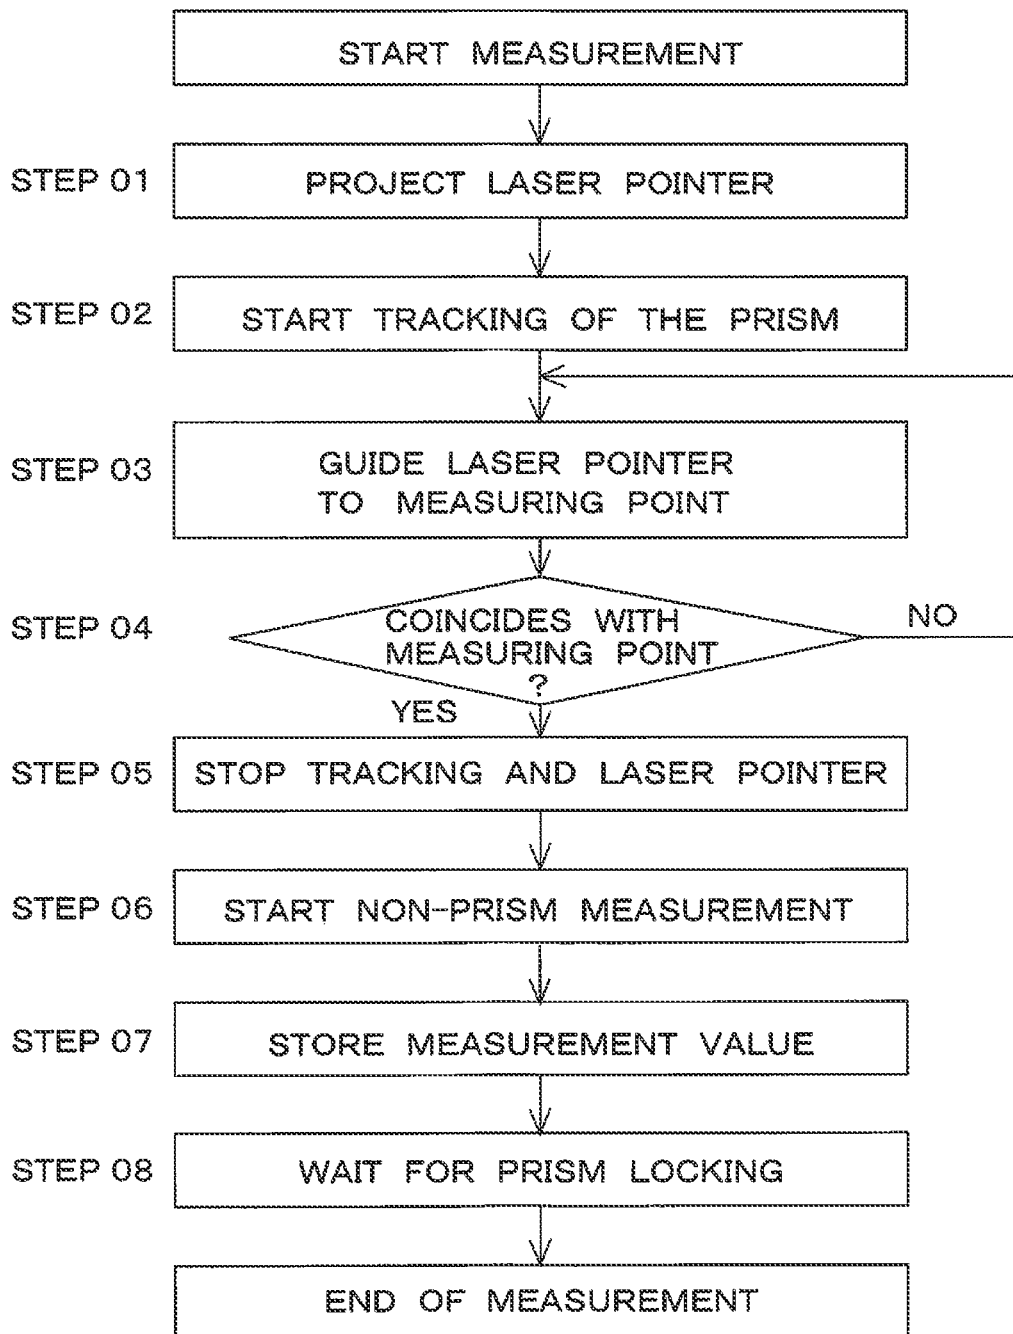 START MEASUREMENT
STEP 01
PROJECT LASER POINTER
STEP 02
START TRACKING OF THE PRISM
STEP 03
GUIDE LASER POINTER
TO MEASURING POINT
STEP 04
COINCIDES WITH
MEASURING POINT
?
NO
YES
STEP 05
STOP TRACKING AND LASER POINTER
STEP 06
START NON-PRISM MEASUREMENT
STEP 07
STORE MEASUREMENT VALUE
STEP 08
WAIT FOR PRISM LOCKING
END OF MEASUREMENT